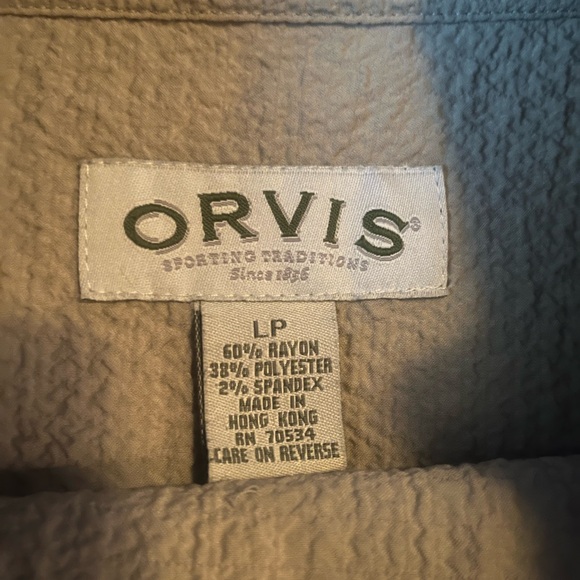 ORVIS®
SPORTING TRADITIONS
Since 1856
LP
60% RAYON
38% POLYESTER
2% SPANDEX
MADE IN
HONG KONG
RN 70534
CARE ON REVERSE